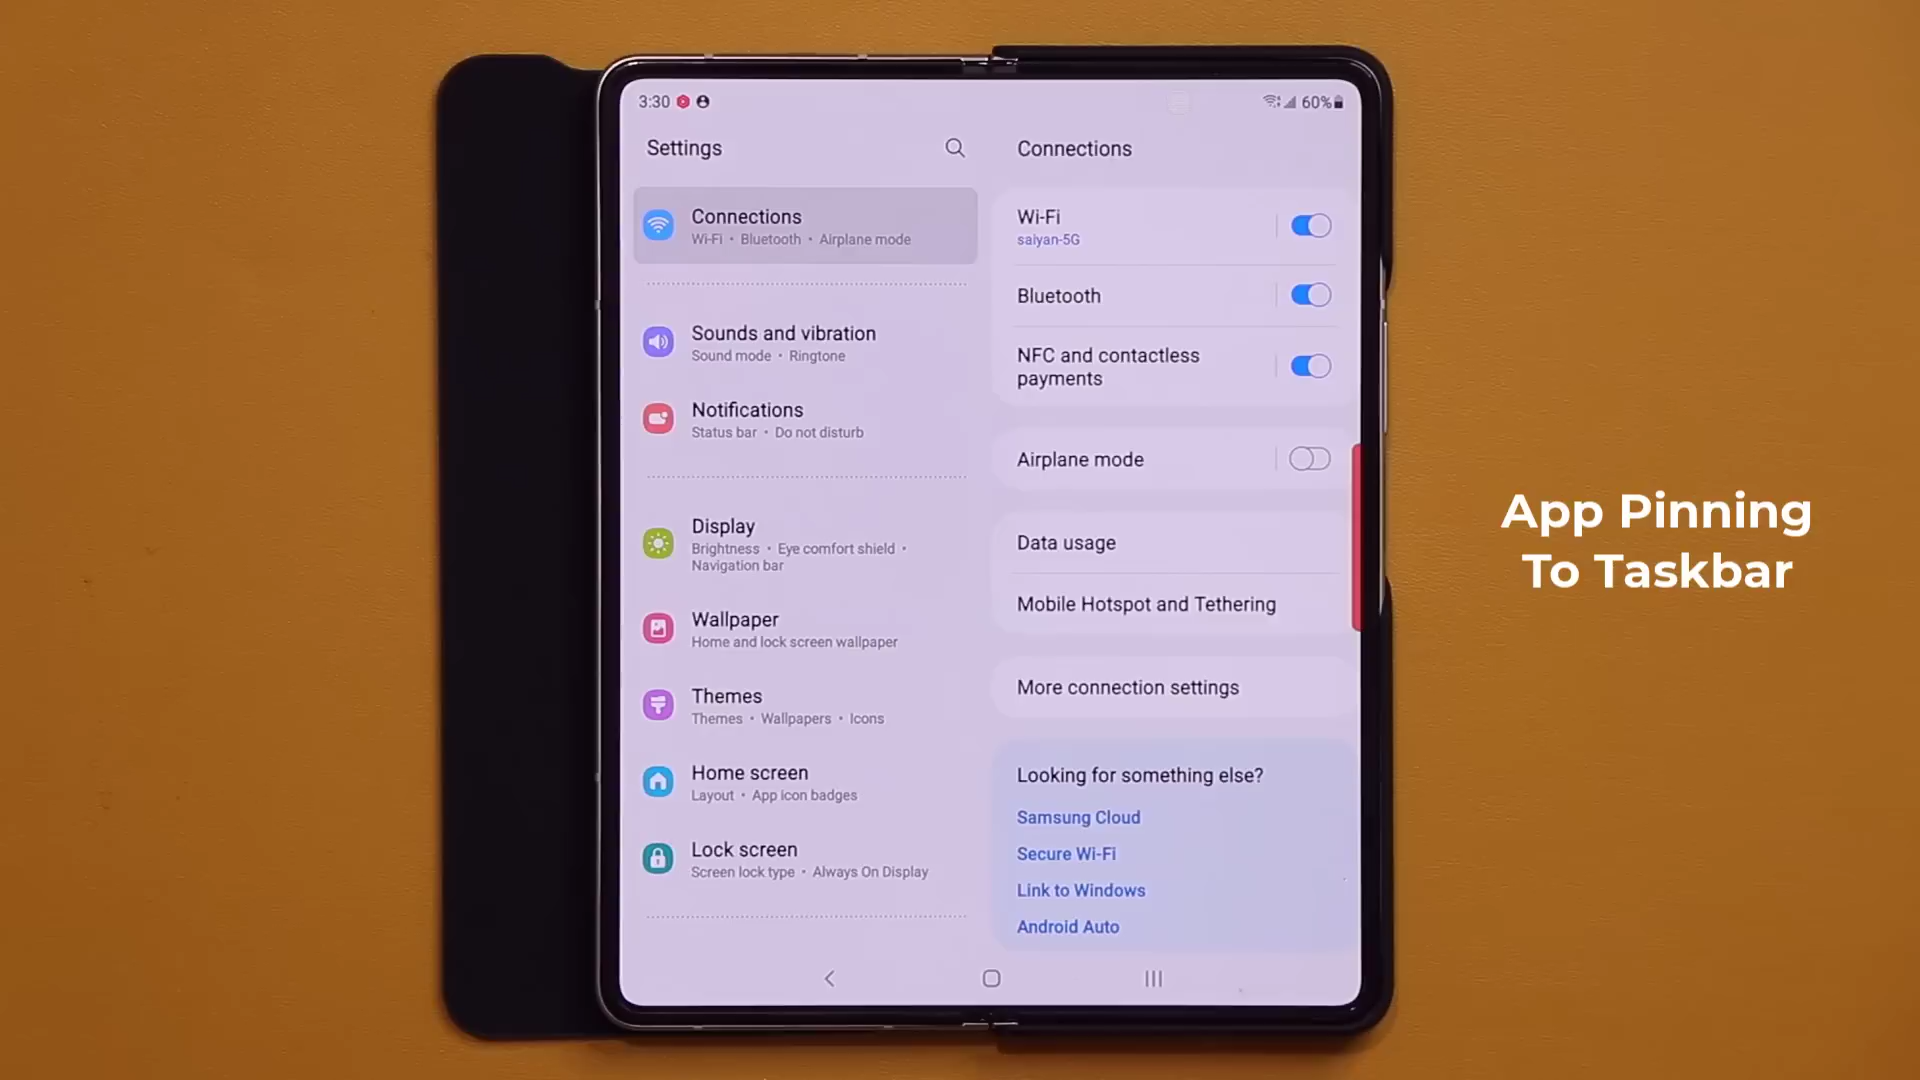 3:30
60%
Settings
Connections
Wi-Fi • Bluetooth • Airplane mode
Sounds and vibration
Sound mode • Ringtone
Notifications
Status bar • Do not disturb
Display
Brightness • Eye comfort shield •
Navigation bar
Wallpaper
Home and lock screen wallpaper
Themes
Themes • Wallpapers • Icons
Home screen
Layout • App icon badges
Lock screen
Screen lock type • Always On Display
Connections
Wi-Fi
saiyan-5G
Bluetooth
NFC and contactless
payments
Airplane mode
Data usage
Mobile Hotspot and Tethering
More connection settings
Looking for something else?
Samsung Cloud
Secure Wi-Fi
Link to Windows
Android Auto
App Pinning
To Taskbar